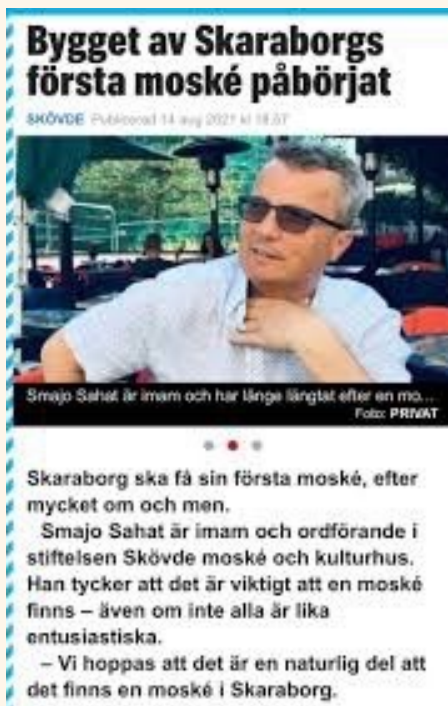 Bygget av Skaraborgs
första moské påbörjat
SKÖVDE Publicerad 14 aug 2021 kl 18.57
Smajo Sahat är imam och har länge längtat efter en mo...
Foto: PRIVAT
Skaraborg ska få sin första moské, efter
mycket om och men.
Smajo Sahat är imam och ordförande i
stiftelsen Skövde moské och kulturhus.
Han tycker att det är viktigt att en moské
finns – även om inte alla är lika
entusiastiska.
– Vi hoppas att det är en naturlig del att
det finns en moské i Skaraborg.